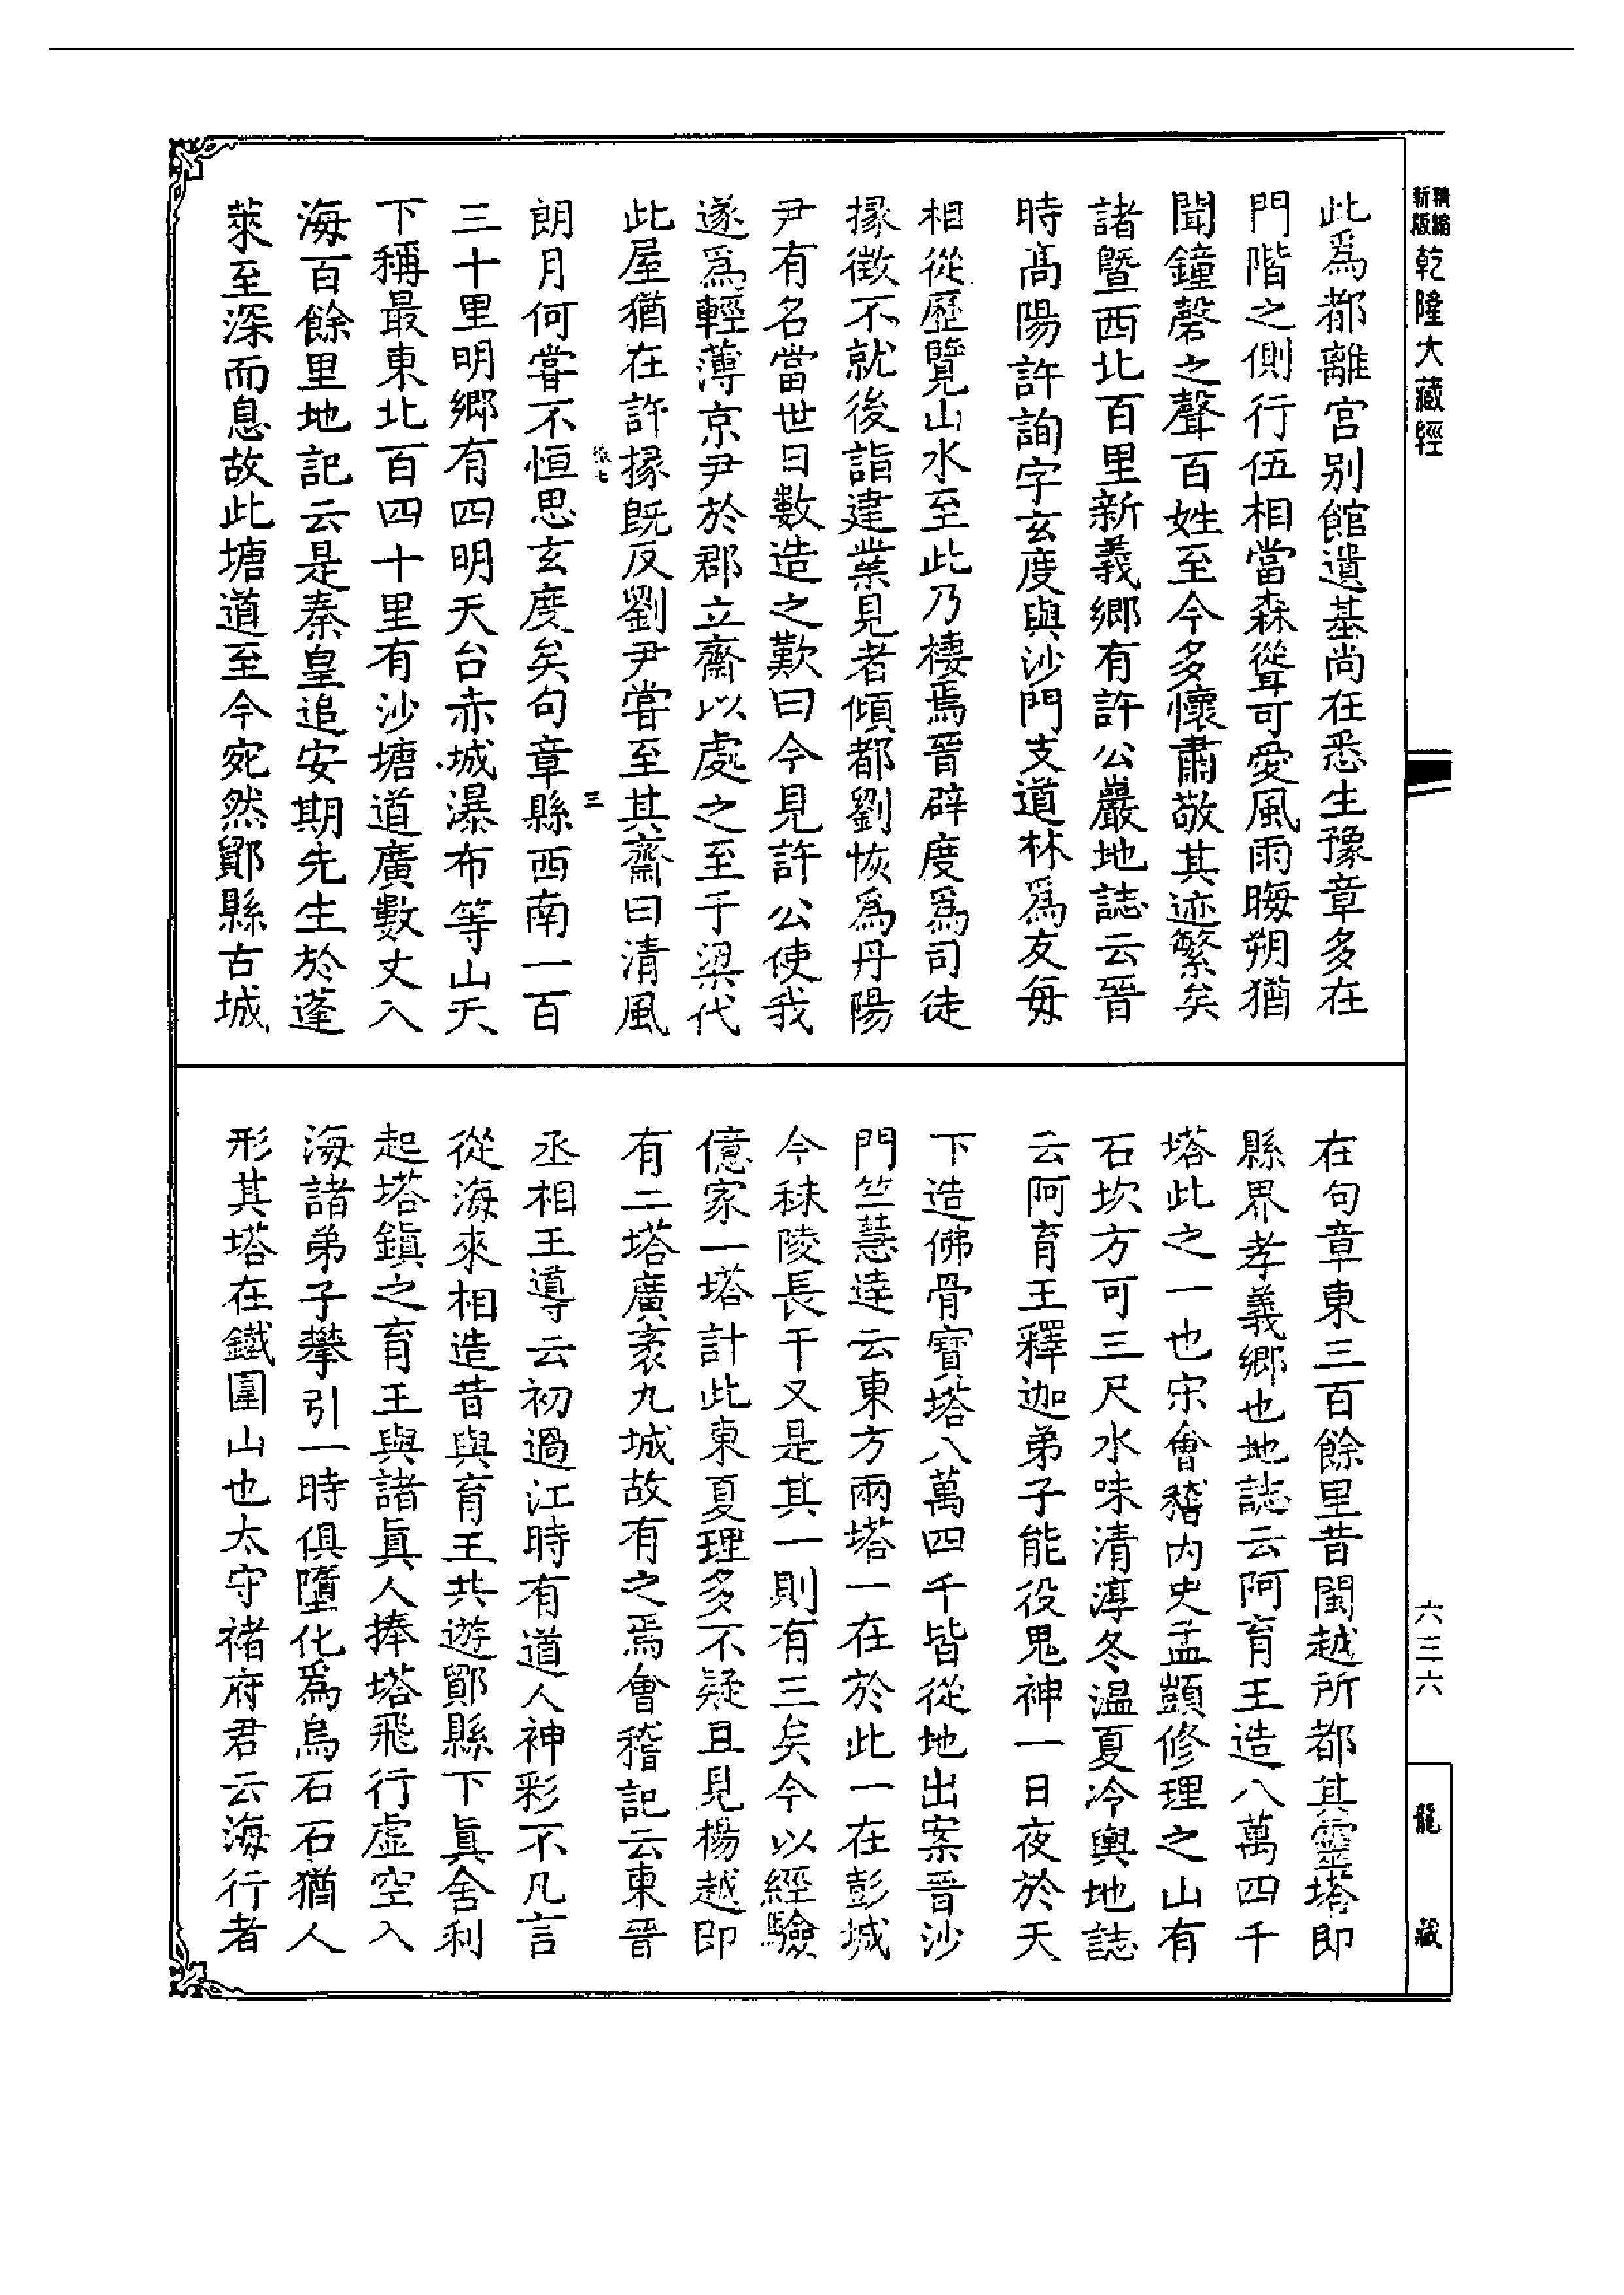 精縮新版 乾隆大藏經
此爲都離宮别館遺基尚在悉生豫章多在
門階之側行伍相當森聳可愛風雨晦朔猶
聞鐘磬之聲百姓至今多懷肅敬其迹繁矣
諸暨西北百里新義鄉有許公巖地誌云晉
時高陽許詢字玄度與沙門支道林爲友每
相從歷覽山水至此乃棲焉晉辟度爲司徒
掾徵不就後詣建業見者傾都劉恢爲丹陽
尹有名當世日數造之歎曰今見許公使我
遂爲輕薄京尹於郡立齋以處之至于梁代
此屋猶在許掾既反劉尹嘗至其齋曰清風
三
朗月何嘗不恒思玄度矣句章縣西南一百
三十里明鄉有四明天台赤城瀑布等山天
下稱最東北百四十里有沙塘道廣數丈入
海百餘里地記云是秦皇追安期先生於蓬
萊至深而息故此塘道至今宛然鄮縣古城
在句章東三百餘里昔閩越所都其靈塔即
縣界孝義鄉也地誌云阿育王造八萬四千
塔此之一也宋會稽内史孟顗修理之山有
石坎方可三尺水味清淳冬温夏冷輿地誌
云阿育王釋迦弟子能役鬼神一日夜於天
下造佛骨寶塔八萬四千皆從地出案晉沙
門竺慧達云東方兩塔一在於此一在彭城
今秣陵長干又是其一則有三矣今以經驗
億家一塔計此東夏理多不疑且見揚越即
有二塔廣袤九城故有之焉會稽記云東晉
丞相王導云初過江時有道人神彩不凡言
從海來相造昔與育王共遊鄮縣下眞舍利
起塔鎮之育王與諸眞人捧塔飛行虛空入
海諸弟子攀引一時俱墮化爲烏石石猶人
形其塔在鐵圍山也太守褚府君云海行者
六三六
龍藏